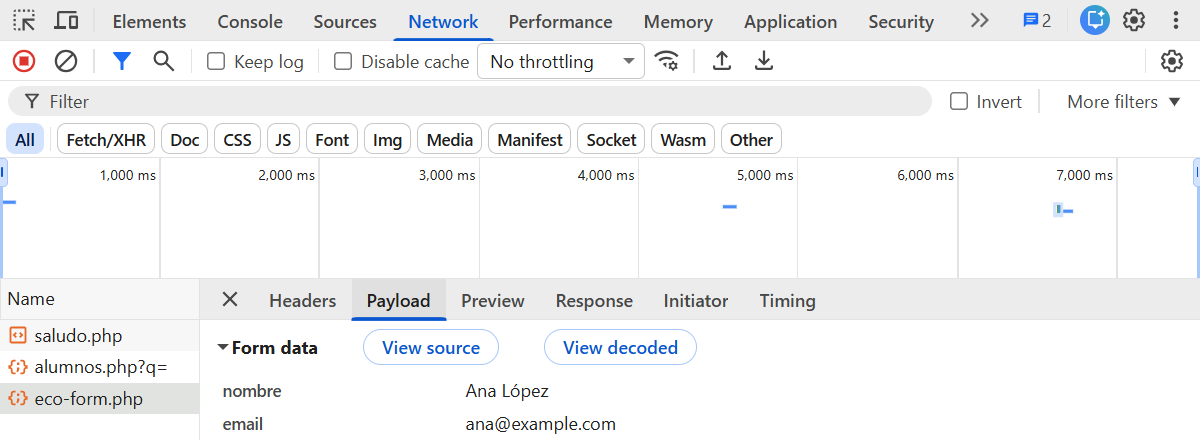 Elements Console Sources Network Performance Memory Application Security 2
Keep log Disable cache No throttling
Filter Invert More filters
All Fetch/XHR Doc CSS JS Font Img Media Manifest Socket Wasm Other
1,000 ms 2,000 ms 3,000 ms 4,000 ms 5,000 ms 6,000 ms 7,000 ms
Name Headers Payload Preview Response Initiator Timing
saludo.php Form data View source View decoded
alumnos.php?q=
eco-form.php nombre Ana López
email ana@example.com